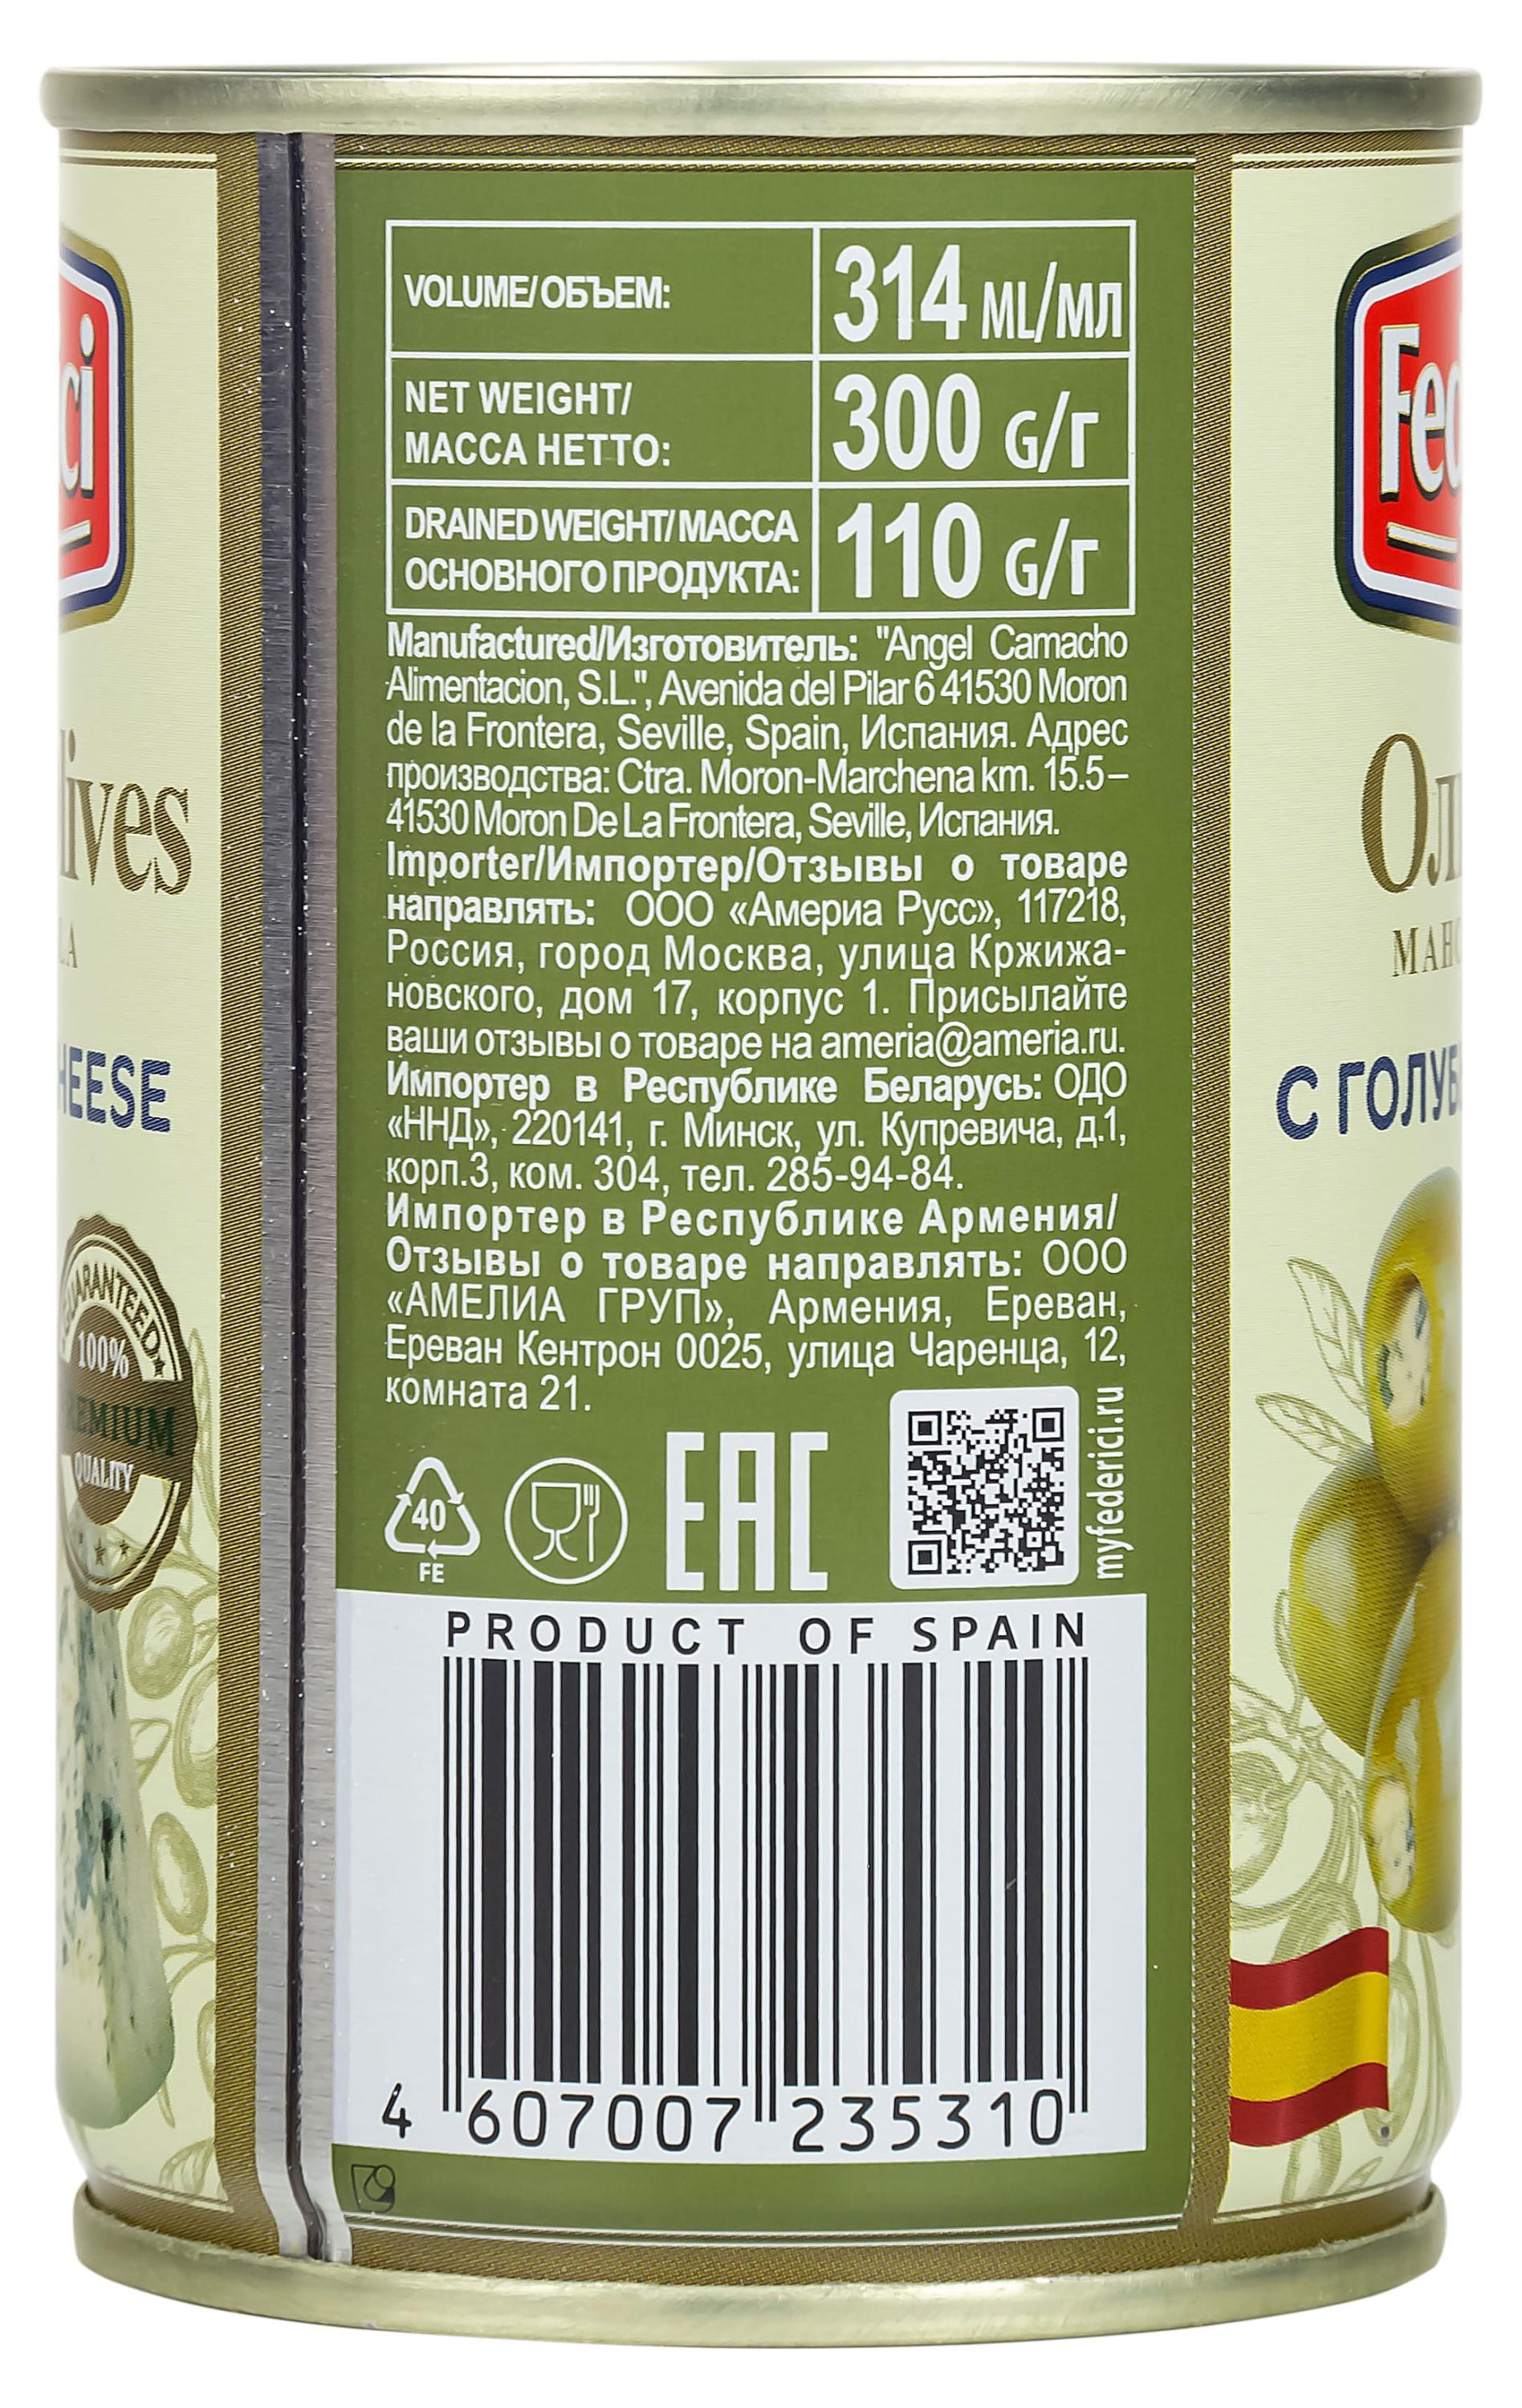 VOLUME/ОБЪЕМ: 314 ML/МЛ
NET WEIGHT/
МАССА НЕТТО: 300 G/Г
DRAINED WEIGHT/МАССА
ОСНОВНОГО ПРОДУКТА: 110 G/Г
Manufactured/Изготовитель: "Angel Camacho
Alimentacion, S.L.", Avenida del Pilar 6 41530 Moron
de la Frontera, Seville, Spain, Испания. Адрес
производства: Ctra. Moron-Marchena km. 15.5–
41530 Moron De La Frontera, Seville, Испания.
Importer/Импортер/Отзывы о товаре
направлять: ООО «Америа Русс», 117218,
Россия, город Москва, улица Кржижа-
новского, дом 17, корпус 1. Присылайте
ваши отзывы о товаре на ameria@ameria.ru.
Импортер в Республике Беларусь: ОДО
«ННД», 220141, г. Минск, ул. Купревича, д.1,
корп.3, ком. 304, тел. 285-94-84.
Импортер в Республике Армения/
Отзывы о товаре направлять: ООО
«АМЕЛИА ГРУП», Армения, Ереван,
Ереван Кентрон 0025, улица Чаренца, 12,
комната 21.
40
FE
EAC
myfederici.ru
PRODUCT OF SPAIN
4 607007 235310
ci
lives
LA
HEESE
GUARANTEED
100%
PREMIUM
QUALITY
Fed
Ол
МАН
С ГОЛУБ